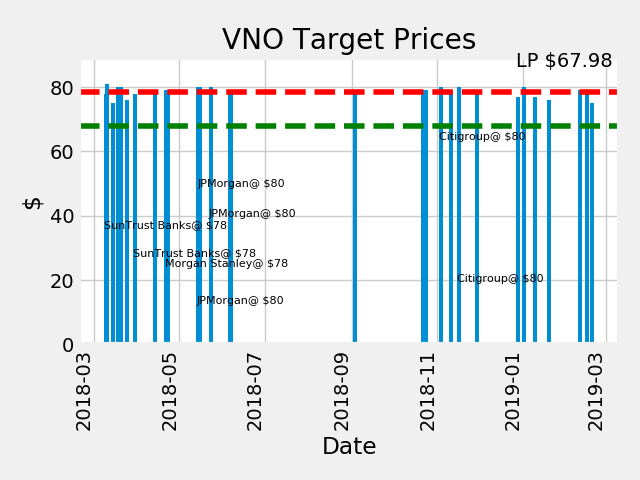 VNO Target Prices
LP $67.98
$
80
60
40
20
0
Citigroup@ $80
JPMorgan@ $80
JPMorgan@ $80
SunTrust Banks@ $78
SunTrust Banks@ $78
Morgan Stanley@ $78
Citigroup@ $80
JPMorgan@ $80
2018-03
2018-05
2018-07
2018-09
2018-11
2019-01
2019-03
Date